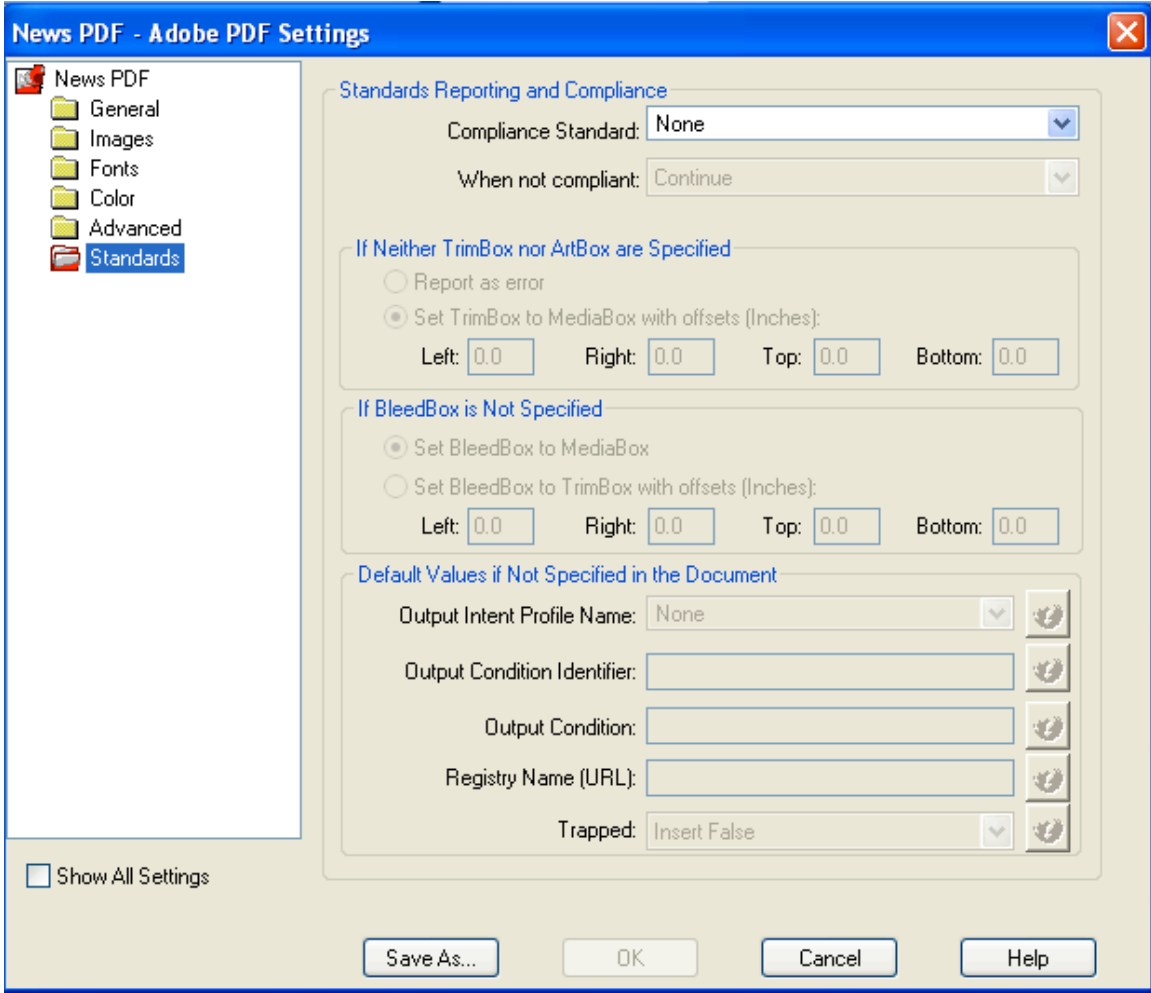 News PDF - Adobe PDF Settings
News PDF
General
Images
Fonts
Color
Advanced
Standards
Show All Settings
Standards Reporting and Compliance
Compliance Standard: None
When not compliant: Continue
If Neither TrimBox nor ArtBox are Specified
Report as error
Set TrimBox to MediaBox with offsets (Inches):
Left: 0.0 Right: 0.0 Top: 0.0 Bottom: 0.0
If BleedBox is Not Specified
Set BleedBox to MediaBox
Set BleedBox to TrimBox with offsets (Inches):
Left: 0.0 Right: 0.0 Top: 0.0 Bottom: 0.0
Default Values if Not Specified in the Document
Output Intent Profile Name: None
Output Condition Identifier:
Output Condition:
Registry Name (URL):
Trapped: Insert False
Save As... OK Cancel Help